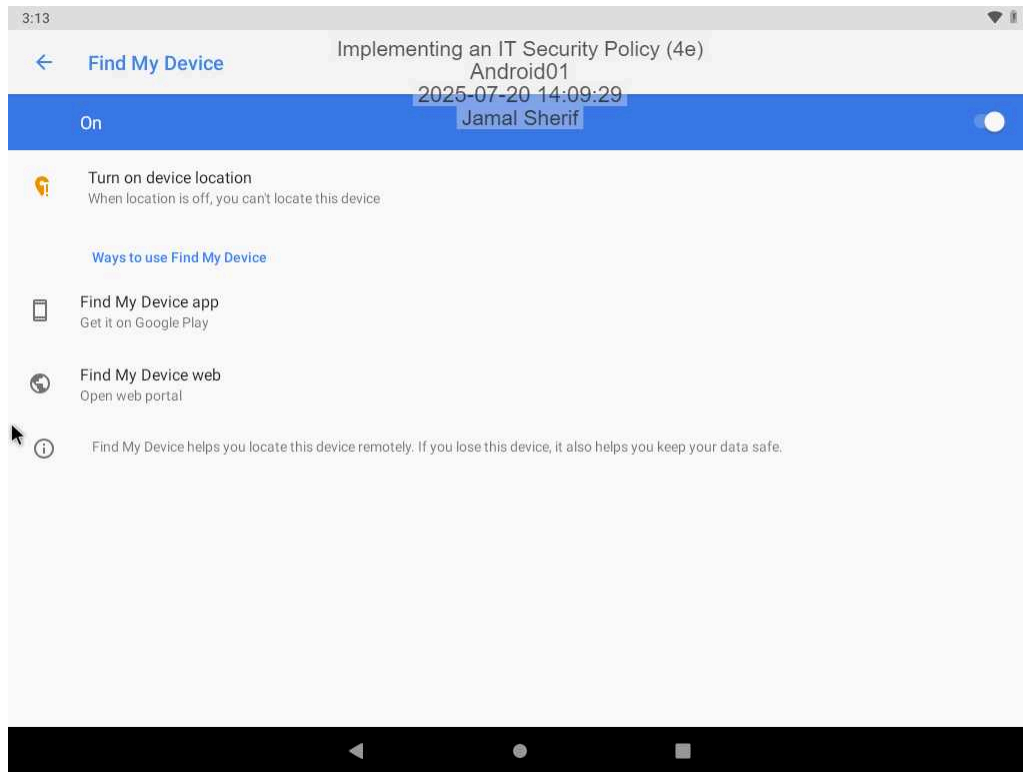 3:13
Find My Device
Implementing an IT Security Policy (4e)
Android01
2025-07-20 14:09:29
Jamal Sherif
On
Turn on device location
When location is off, you can't locate this device
Ways to use Find My Device
Find My Device app
Get it on Google Play
Find My Device web
Open web portal
Find My Device helps you locate this device remotely. If you lose this device, it also helps you keep your data safe.